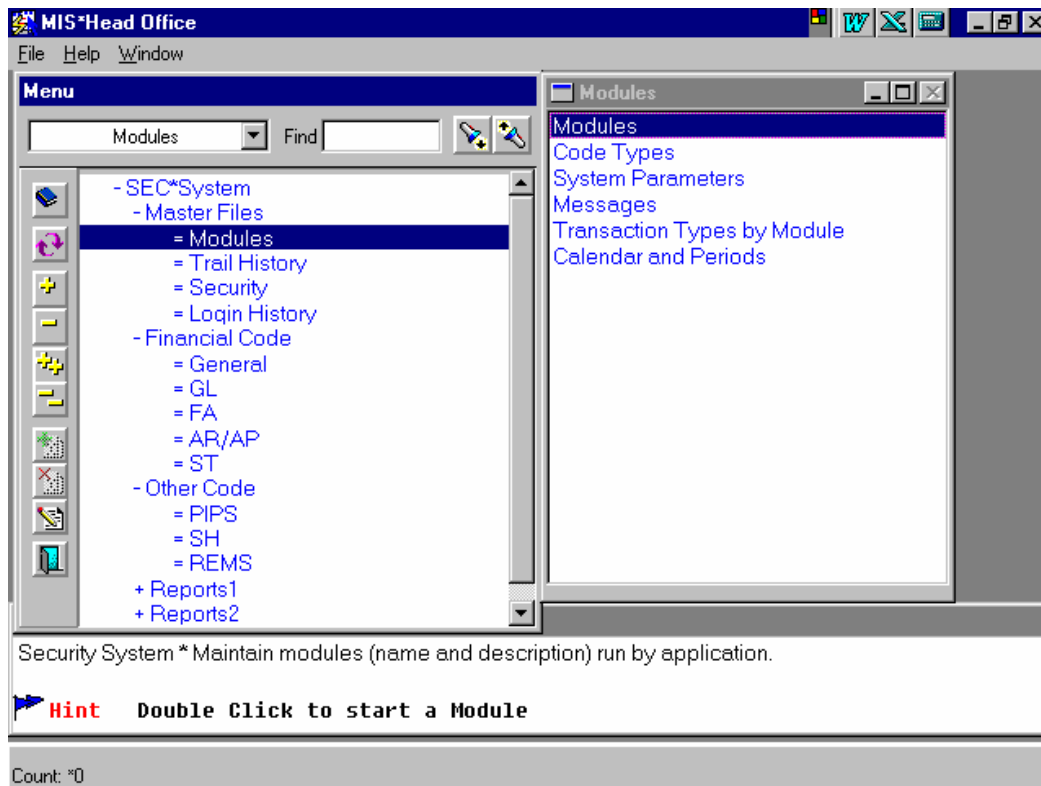 MIS*Head Office
File Help Window
Menu
Modules Find
- SEC*System
- Master Files
= Modules
= Trail History
= Security
= Login History
- Financial Code
= General
= GL
= FA
= AR/AP
= ST
- Other Code
= PIPS
= SH
= REMS
+ Reports1
+ Reports2
Modules
Modules
Code Types
System Parameters
Messages
Transaction Types by Module
Calendar and Periods
Security System * Maintain modules (name and description) run by application.
Hint Double Click to start a Module
Count: *0